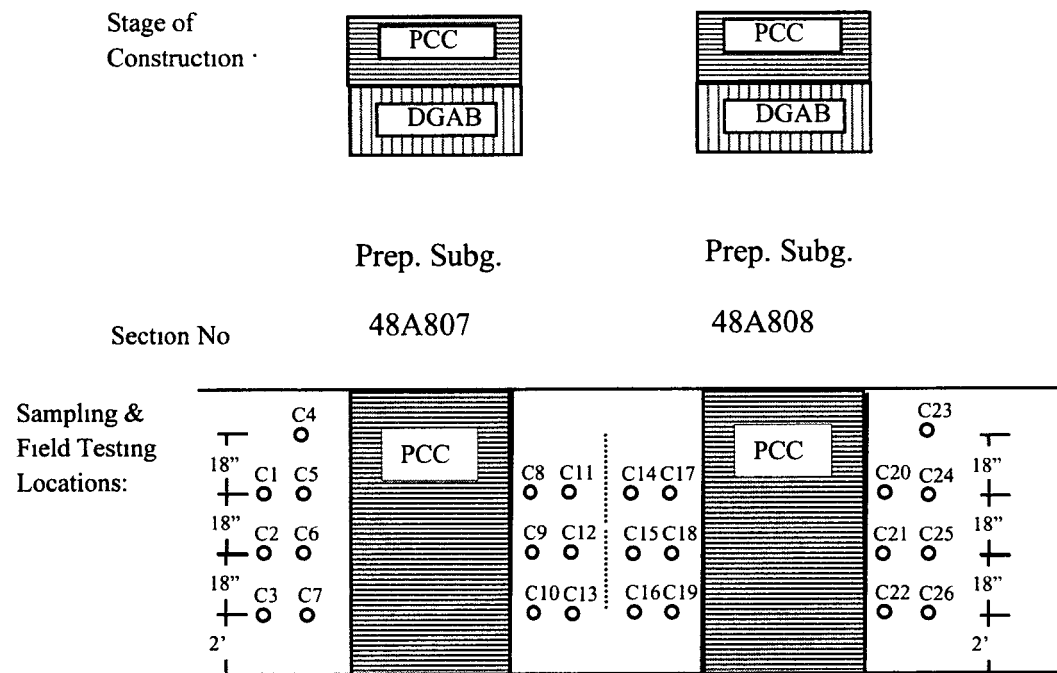 Stage of
Construction
PCC
PCC
DGAB
DGAB
Prep. Subg.
Prep. Subg.
Section No
48A807
48A808
Sampling &
Field Testing
Locations:
PCC
PCC
C4
C23
18"
C1 C5
C8 C11
C14 C17
C20 C24
18"
18"
C2 C6
C9 C12
C15 C18
C21 C25
18"
18"
C3 C7
C10 C13
C16 C19
C22 C26
18"
2'
2'